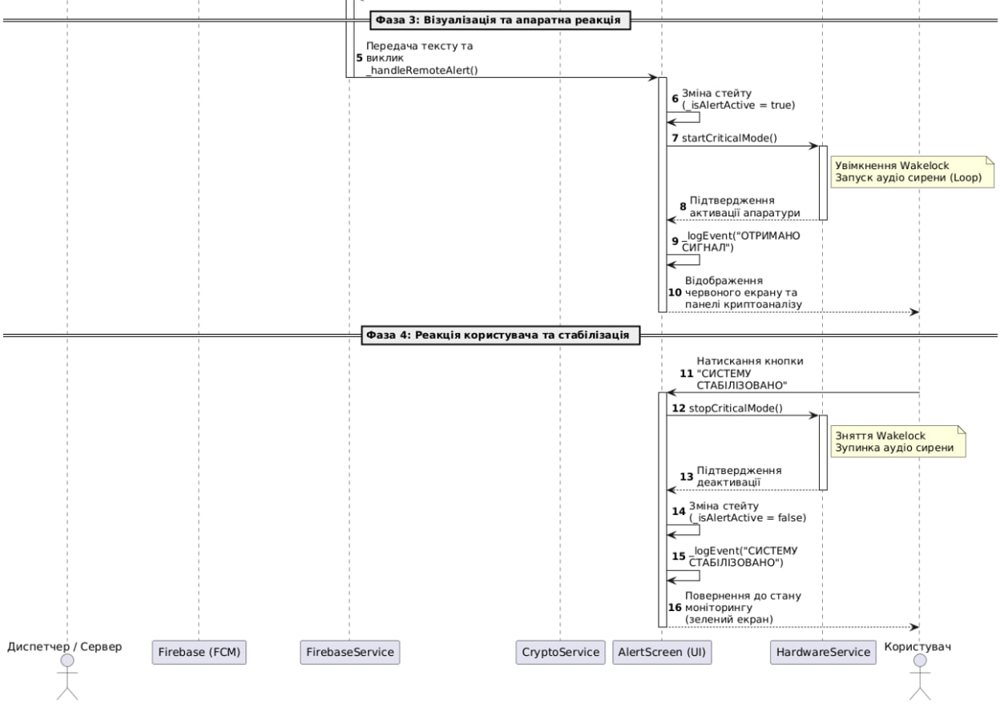 Фаза 3: Візуалізація та апаратна реакція
Передача тексту та
5 виклик
_handleRemoteAlert()
6 Зміна стейту
(_isAlertActive = true)
7 startCriticalMode()
Увімкнення Wakelock
Запуск аудіо сирени (Loop)
8 Підтвердження
активації апаратури
9 _logEvent("ОТРИМАНО
СИГНАЛ")
Відображення
10 червоного екрану та
панелі криптоаналізу
Фаза 4: Реакція користувача та стабілізація
Натискання кнопки
11 "СИСТЕМУ
СТАБІЛІЗОВАНО"
12 stopCriticalMode()
Зняття Wakelock
Зупинка аудіо сирени
13 Підтвердження
деактивації
14 Зміна стейту
(_isAlertActive = false)
15 _logEvent("СИСТЕМУ
СТАБІЛІЗОВАНО")
Повернення до стану
16 моніторингу
(зелений екран)
Диспетчер / Сервер
Firebase (FCM)
FirebaseService
CryptoService
AlertScreen (UI)
HardwareService
Користувач